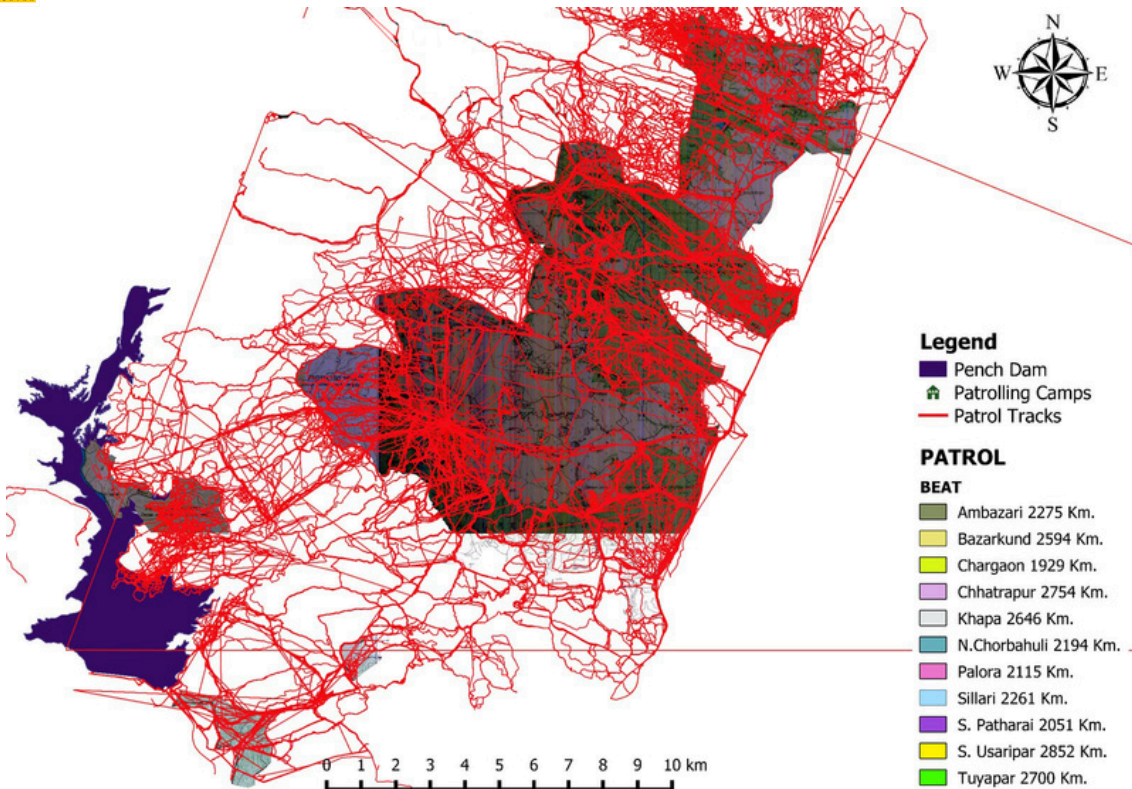 N
W E
S
Legend
Pench Dam
Patrolling Camps
Patrol Tracks
PATROL
BEAT
Ambazari 2275 Km.
Bazarkund 2594 Km.
Chargaon 1929 Km.
Chhatrapur 2754 Km.
Khapa 2646 Km.
N.Chorbahuli 2194 Km.
Palora 2115 Km.
Sillari 2261 Km.
S. Patharai 2051 Km.
S. Usaripar 2852 Km.
Tuyapar 2700 Km.
0 1 2 3 4 5 6 7 8 9 10 km